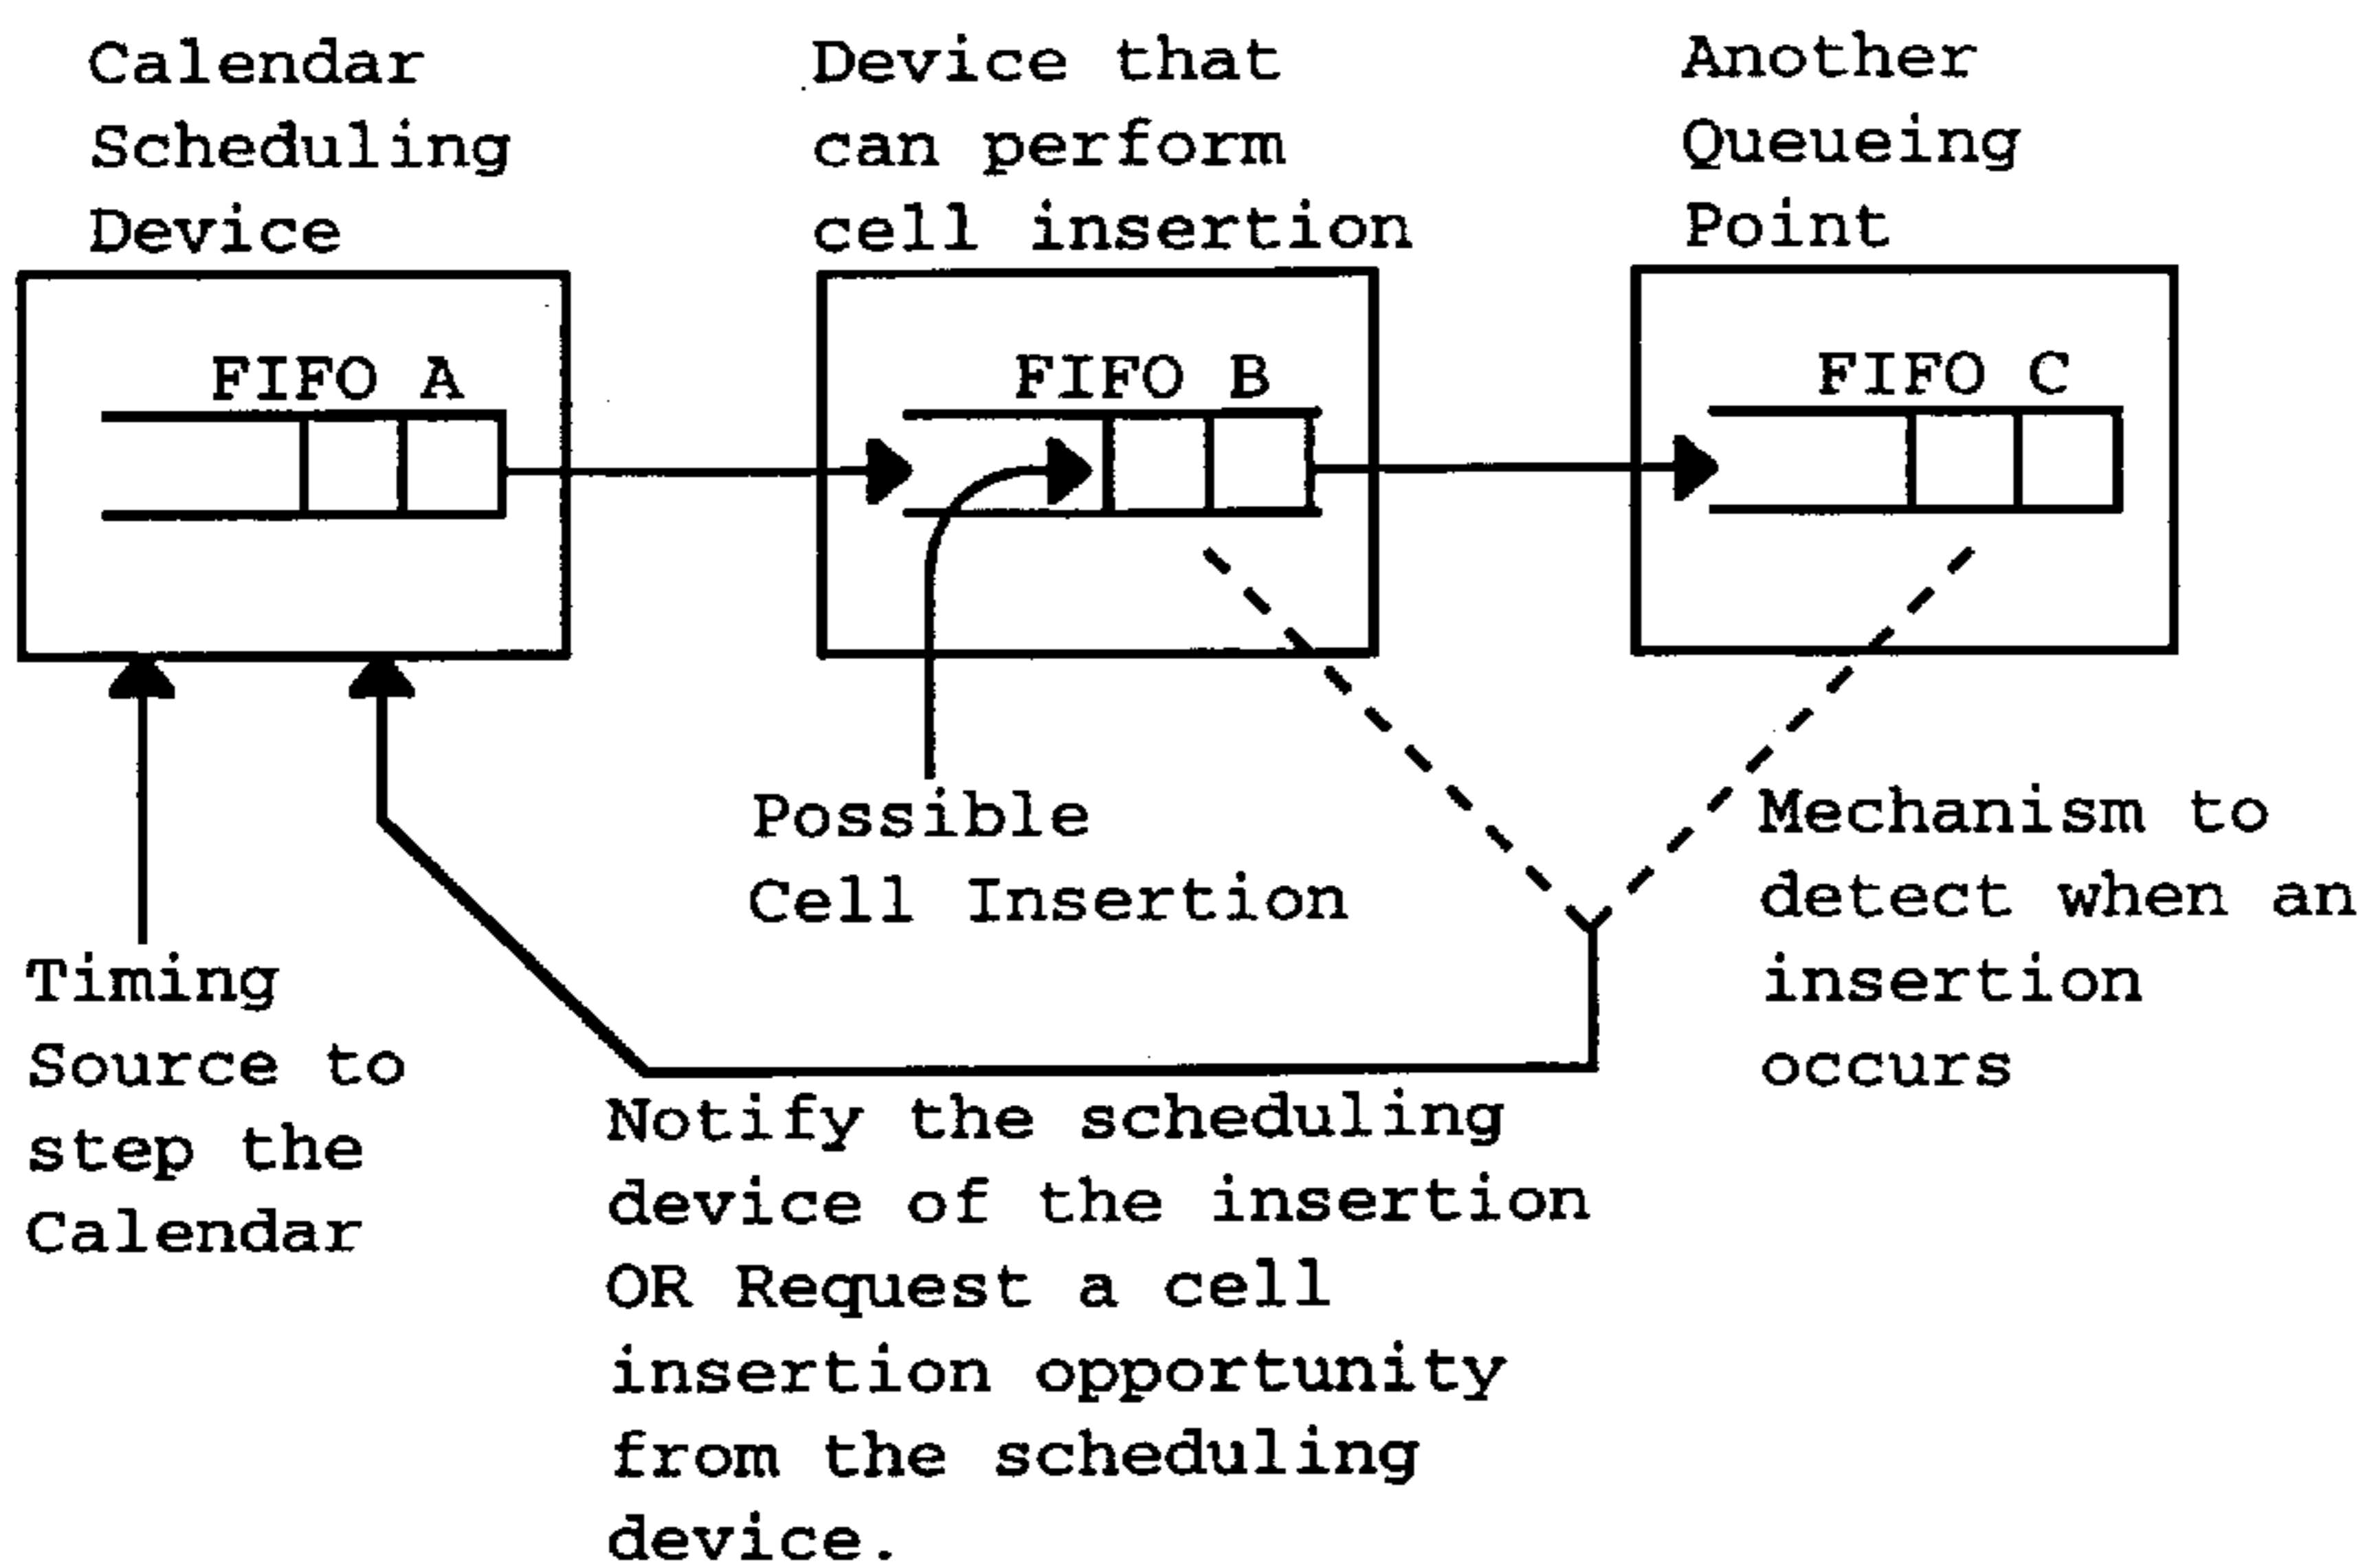 Calendar
Scheduling
Device
Device that
can perform
cell insertion
Another
Queueing
Point
FIFO A
FIFO B
FIFO C
Possible
Cell Insertion
Mechanism to
detect when an
insertion
occurs
Timing
Source to
step the
Calendar
Notify the scheduling
device of the insertion
OR Request a cell
insertion opportunity
from the scheduling
device.